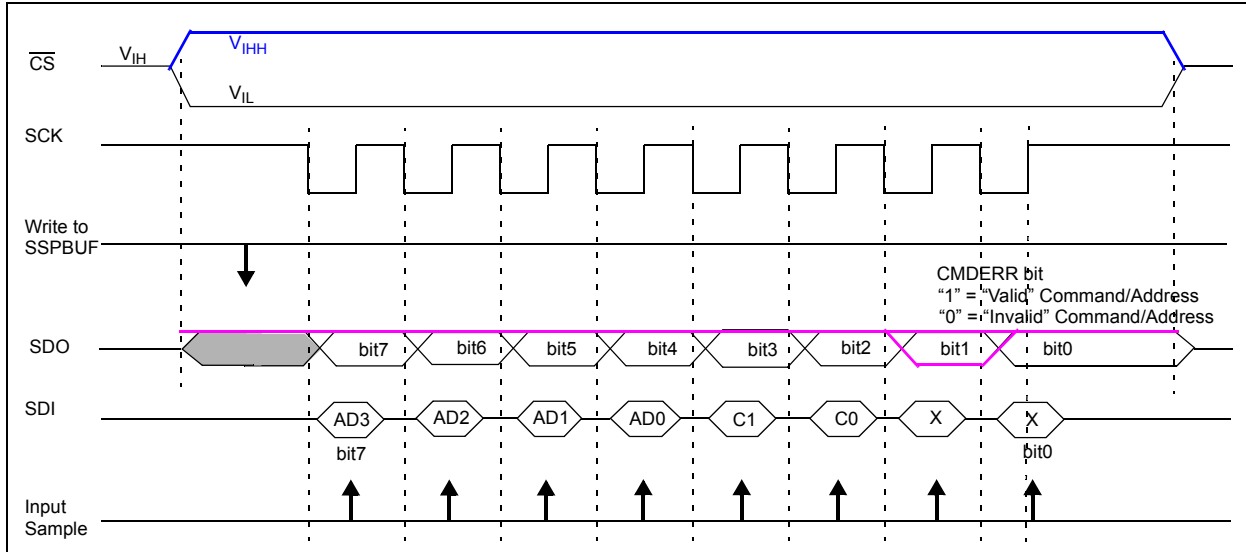 CS
VIH
VIHH
VIL
SCK
Write to
SSPBUF
CMDERR bit
“1” = “Valid” Command/Address
“0” = “Invalid” Command/Address
SDO
bit7 bit6 bit5 bit4 bit3 bit2 bit1 bit0
SDI
AD3 AD2 AD1 AD0 C1 C0 X X
bit7 bit0
Input
Sample